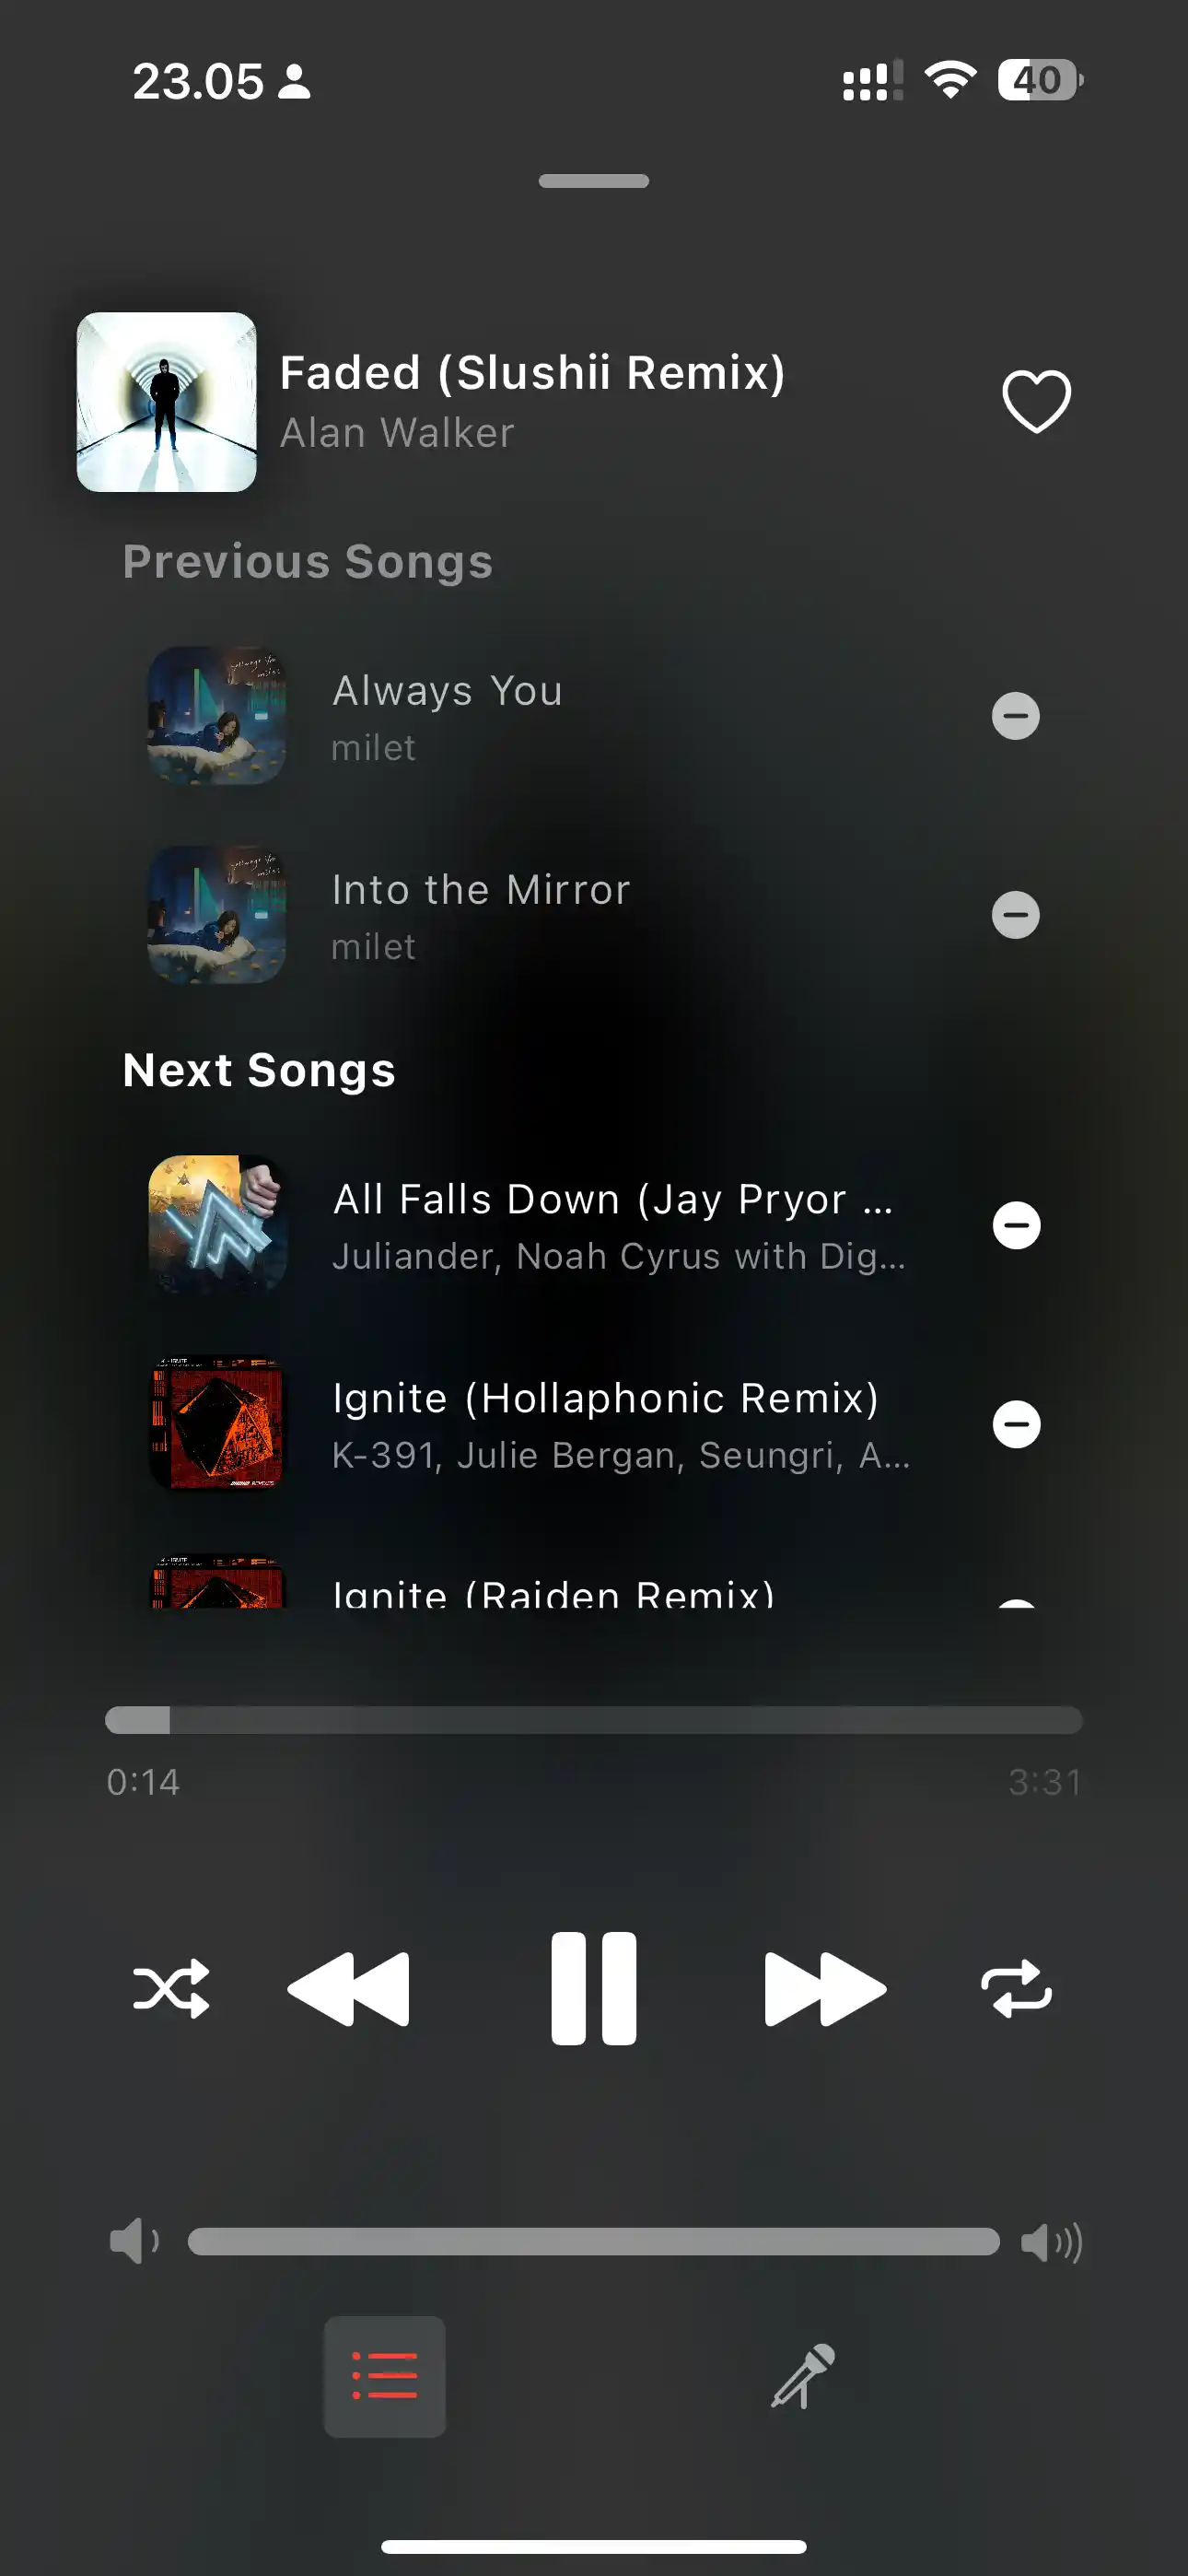 23.05
40
Faded (Slushii Remix)
Alan Walker
Previous Songs
Always You
milet
Into the Mirror
milet
Next Songs
All Falls Down (Jay Pryor ...
Juliander, Noah Cyrus with Dig...
Ignite (Hollaphonic Remix)
K-391, Julie Bergan, Seungri, A...
Ignite (Raiden Remix)
0:14
3:31